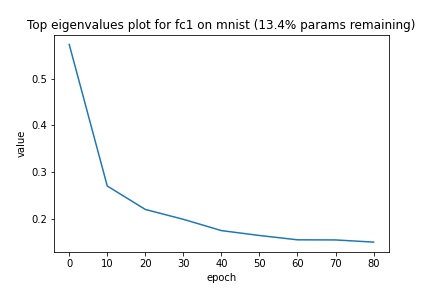 Top eigenvalues plot for fc1 on mnist (13.4% params remaining)
0.5
0.4
0.3
0.2
value
0 10 20 30 40 50 60 70 80
epoch